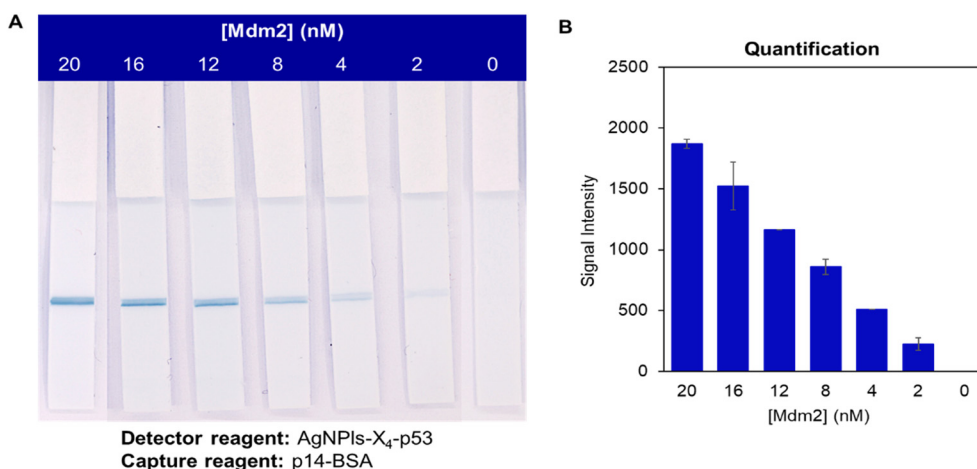 A
[Mdm2] (nM)
20 16 12 8 4 2 0
Detector reagent: AgNPls-X₄-p53
Capture reagent: p14-BSA
B
Quantification
2500
2000
1500
1000
500
0
Signal Intensity
20 16 12 8 4 2 0
[Mdm2] (nM)